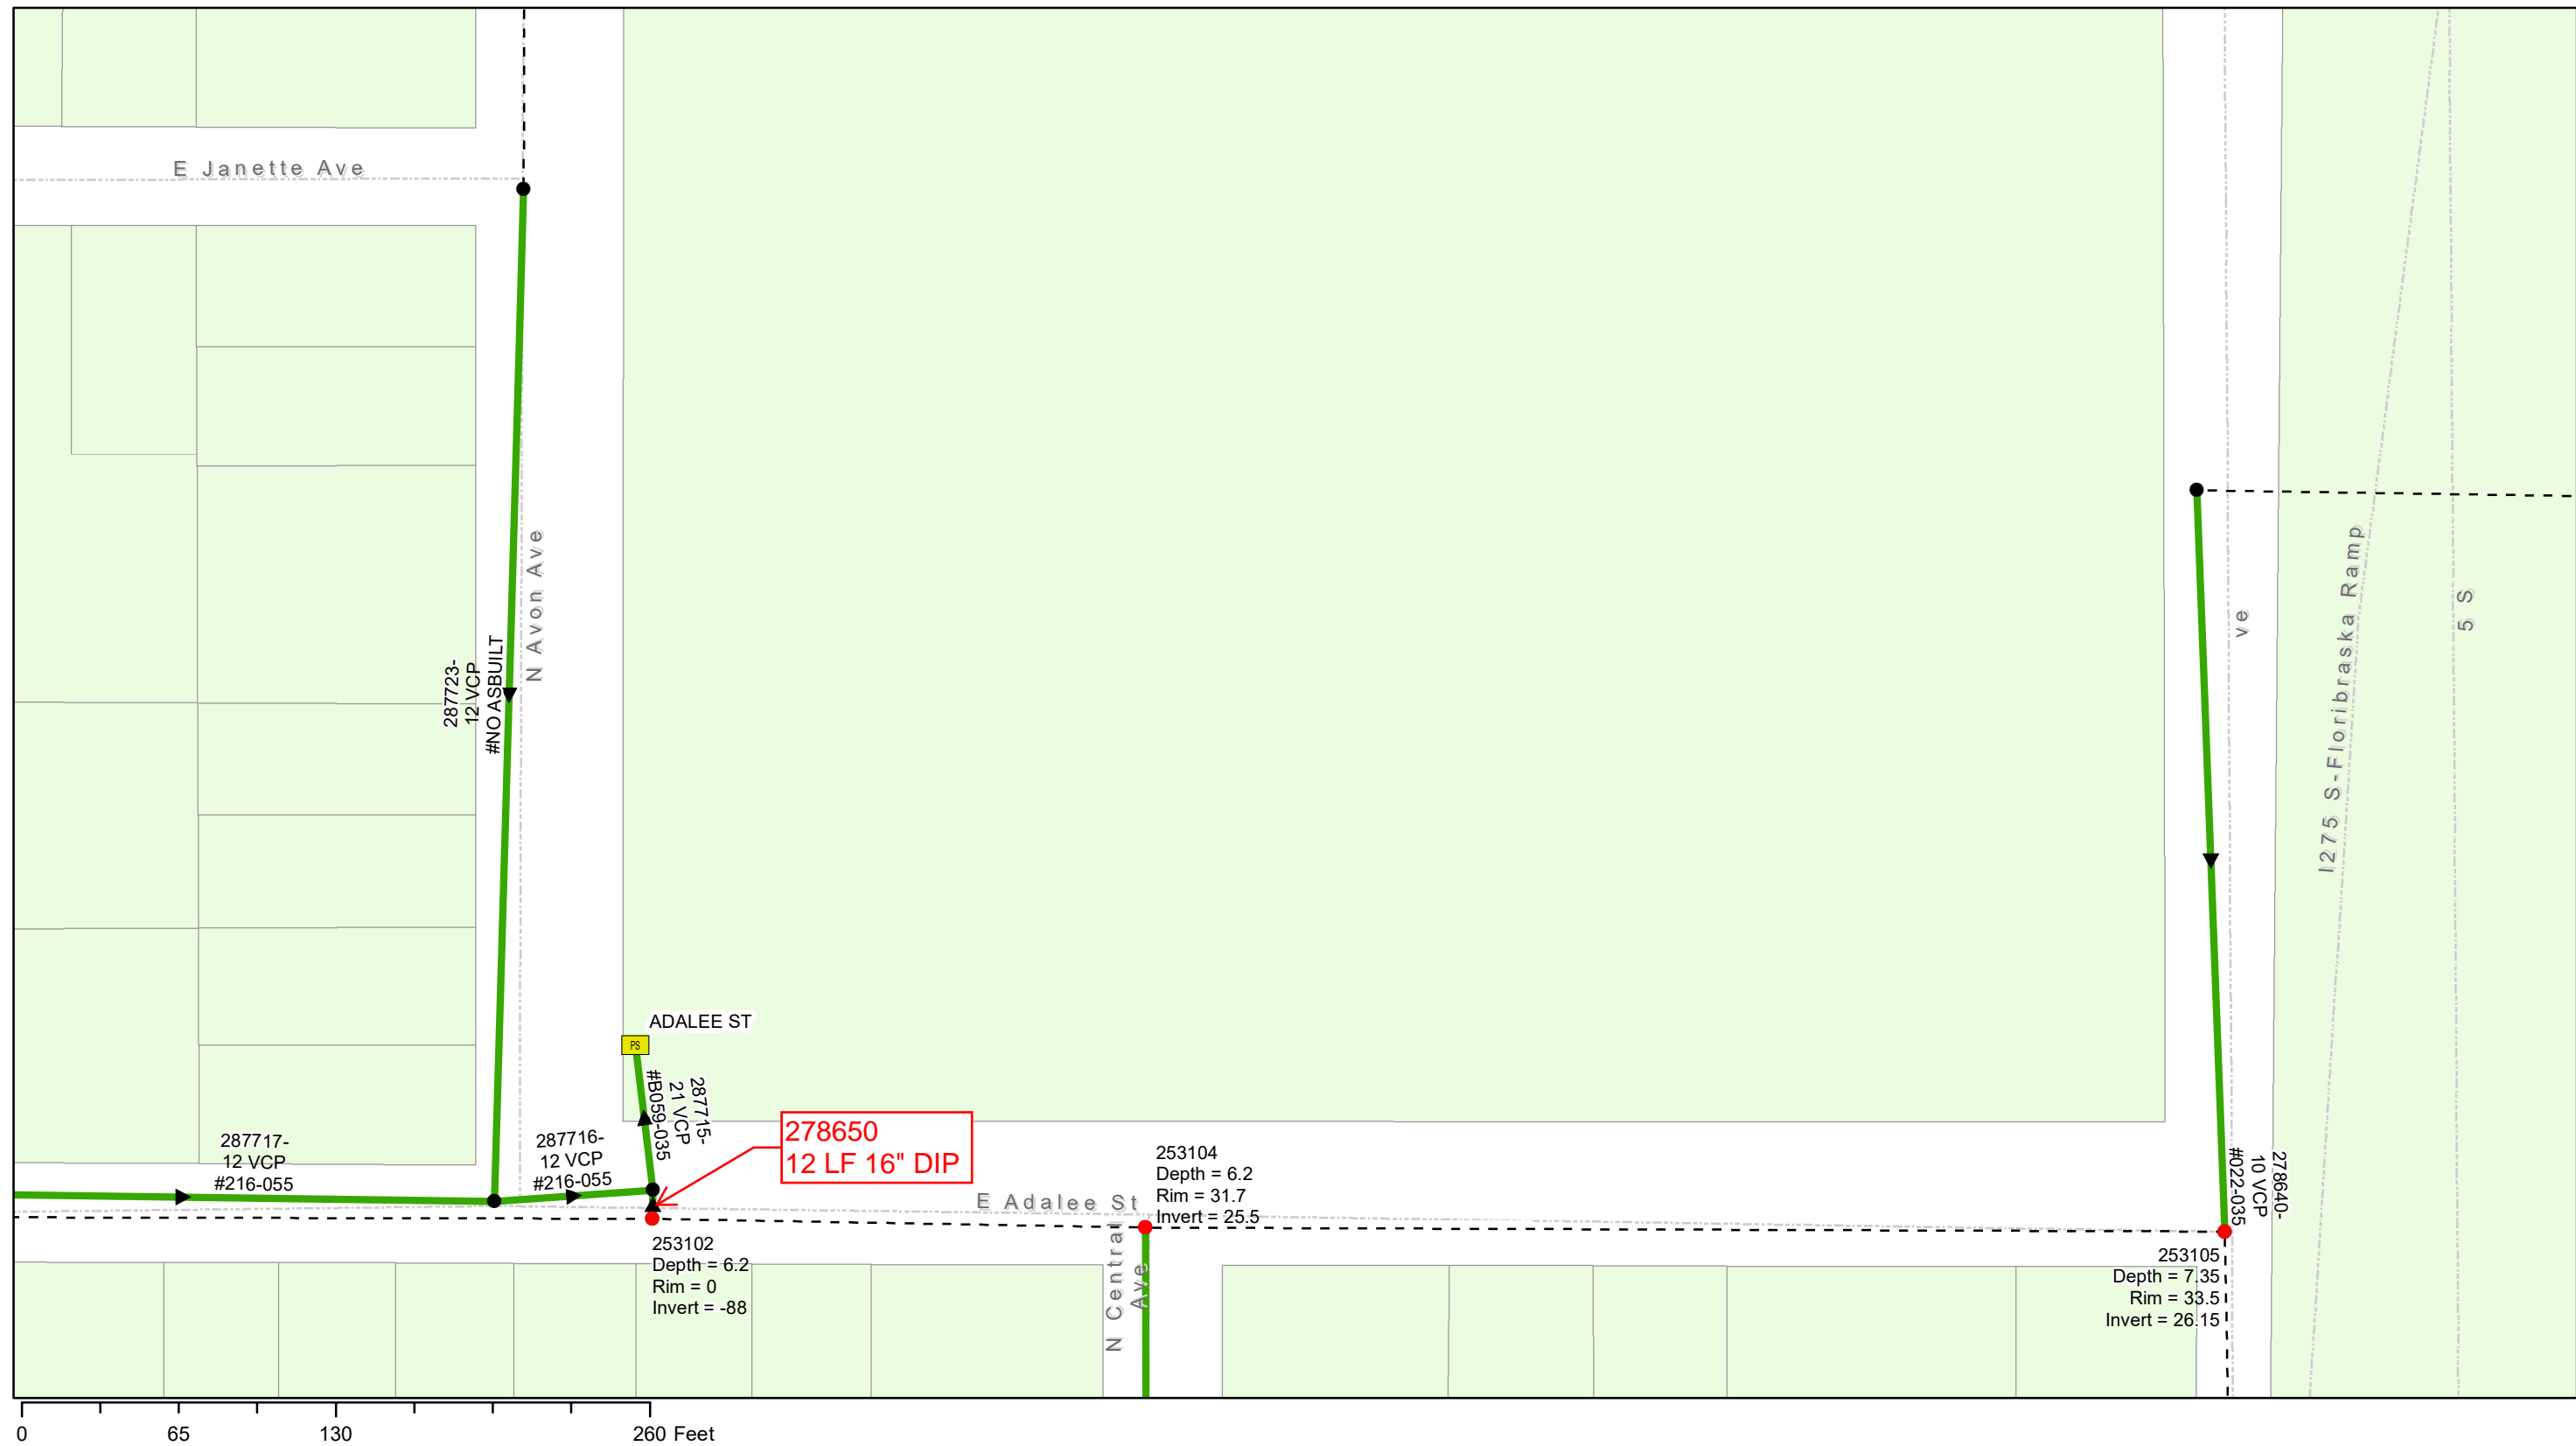 E Janette Ave
N Avon Ave
287723-
12 VCP
#NO ASBUILT
ve
I275 S-Floribraska Ramp
5 S
ADALEE ST
PS
287715-
21 VCP
#B059-035
287717-
12 VCP
#216-055
287716-
12 VCP
#216-055
278650
12 LF 16" DIP
E Adalee St
253104
Depth = 6.2
Rim = 31.7
Invert = 25.5
278640-
10 VCP
#022-035
253102
Depth = 6.2
Rim = 0
Invert = -88
N Central
Ave
253105
Depth = 7.35
Rim = 33.5
Invert = 26.15
0 65 130 260 Feet